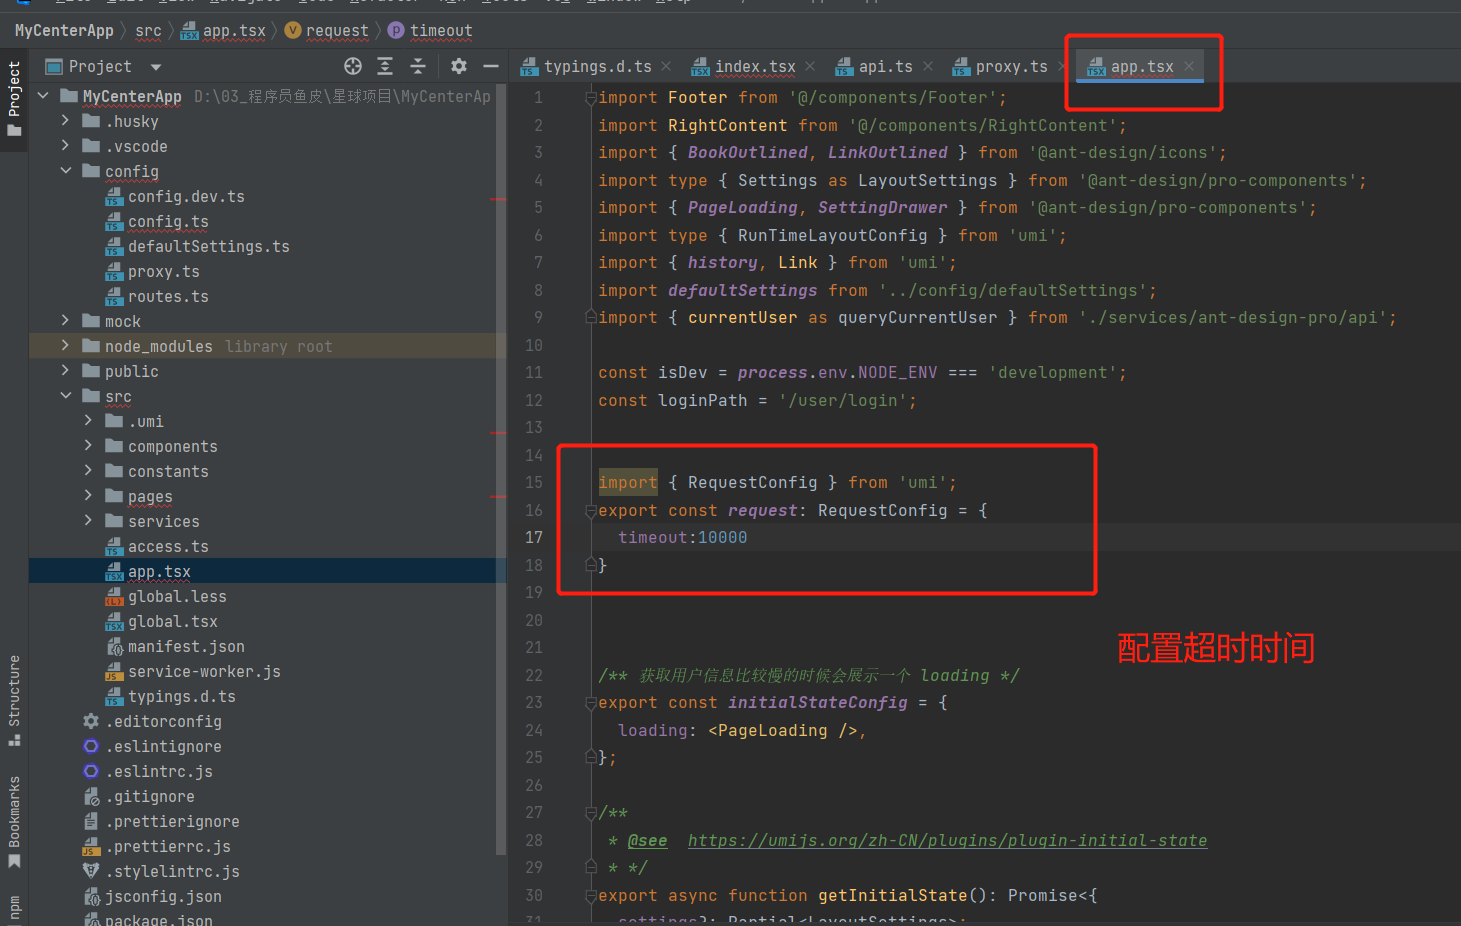 MyCenterApp src app.tsx request timeout
Project
typings.d.ts index.tsx api.ts proxy.ts app.tsx
Project
MyCenterApp D:\03_程序员鱼皮\星球项目\MyCenterAp
.husky
.vscode
config
config.dev.ts
config.ts
defaultSettings.ts
proxy.ts
routes.ts
mock
node_modules library root
public
src
.umi
components
constants
pages
services
access.ts
app.tsx
global.less
global.tsx
manifest.json
service-worker.js
typings.d.ts
.editorconfig
.eslintignore
.eslintrc.js
.gitignore
.prettierignore
.prettierrc.js
.stylelintrc.js
jsconfig.json
package.json
Structure
Bookmarks
npm
1 import Footer from '@/components/Footer';
2 import RightContent from '@/components/RightContent';
3 import { BookOutlined, LinkOutlined } from '@ant-design/icons';
4 import type { Settings as LayoutSettings } from '@ant-design/pro-components';
5 import { PageLoading, SettingDrawer } from '@ant-design/pro-components';
6 import type { RunTimeLayoutConfig } from 'umi';
7 import { history, Link } from 'umi';
8 import defaultSettings from '../config/defaultSettings';
9 import { currentUser as queryCurrentUser } from './services/ant-design-pro/api';
10
11 const isDev = process.env.NODE_ENV === 'development';
12 const loginPath = '/user/login';
13
14
15 import { RequestConfig } from 'umi';
16 export const request: RequestConfig = {
17 timeout:10000
18 }
19
20
21
配置超时时间
22 /** 获取用户信息比较慢的时候会展示一个 loading */
23 export const initialStateConfig = {
24 loading: <PageLoading />,
25 };
26
27 /**
28 * @see https://umijs.org/zh-CN/plugins/plugin-initial-state
29 * */
30 export async function getInitialState(): Promise<{
31 settings?: Partial<LayoutSettings>;